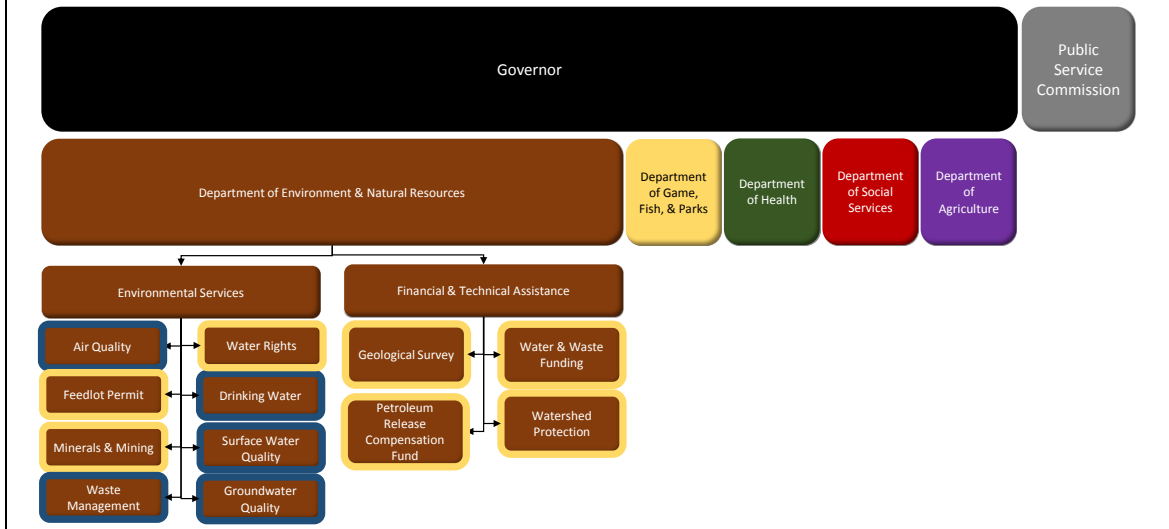 Governor
Public
Service
Commission
Department of Environment & Natural Resources
Department
of Game,
Fish, & Parks
Department
of Health
Department
of Social
Services
Department
of
Agriculture
Environmental Services
Financial & Technical Assistance
Air Quality
Water Rights
Feedlot Permit
Drinking Water
Minerals & Mining
Surface Water
Quality
Waste
Management
Groundwater
Quality
Geological Survey
Water & Waste
Funding
Petroleum
Release
Compensation
Fund
Watershed
Protection